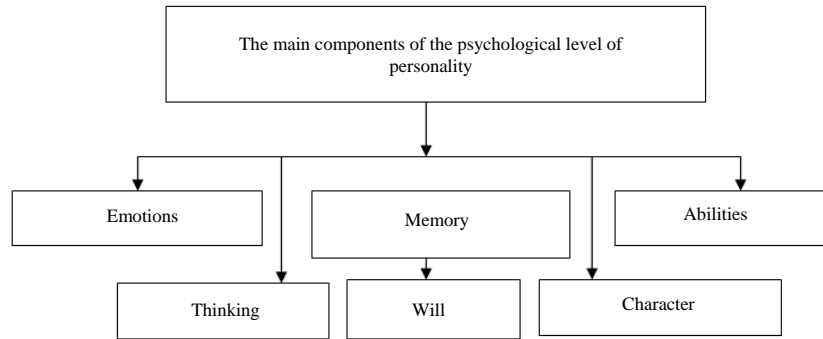 The main components of the psychological level of
personality
Emotions
Memory
Abilities
Thinking
Will
Character